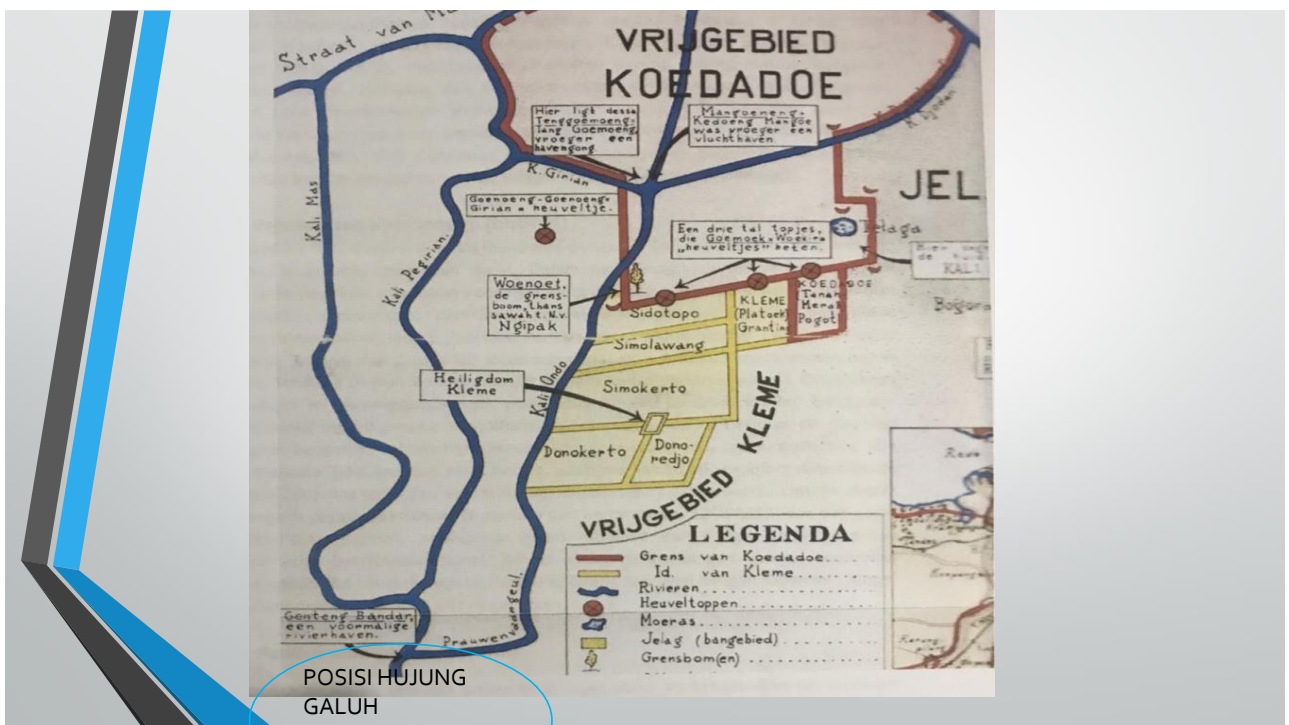 Straat van
VRIJGEBIED
KOEDADOE
Hier ligt dessa
Tenggoemoeng-
Tang Goemoeng,
vroeger een
havengong.
Mangoeneng-
Kedoeng Mangoe
was vroeger een
vluchthaven.
K. Djodan
K. Girian
JEL
Kali Mas
Goenoeng-Goenoeng-
Girian = heuveltje.
Een drie tal topjes,
die Goemoek=Woekir=
„heuveltjes" heten.
Telaga
Kali Pegirian.
KALI
Woenoet,
de grens-
boom, thans
sawah t.N.v.
Ngipak
KOEDADOE
(Tanah
Merah
Pogot)
KLEME
(Platoek)
Granting
Sidotopo
Simolawang
Heiligdom
Kleme
Simokerto
Kali Ondo
Donokerto
Dono-
redjo
VRIJGEBIED KLEME
LEGENDA
Grens van Koedadoe
Id. van Kleme
Rivieren
Heuveltoppen
Moeras
Jelag (bangebied)
Grensbom(en)
Genteng Bandar,
een voormalige
rivierhaven.
Prauwenvaargeul.
POSISI HUJUNG
GALUH